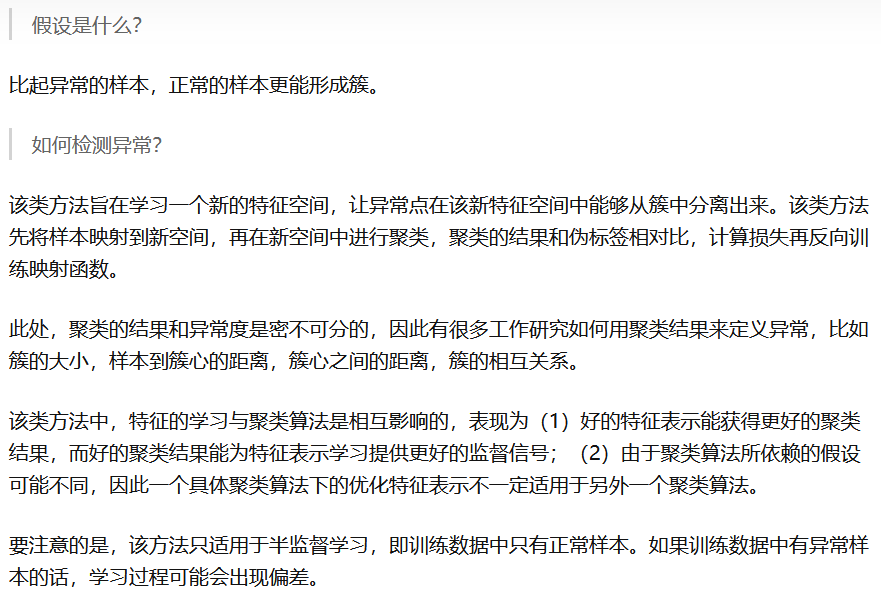 假设是什么?
比起异常的样本，正常的样本更能形成簇。
如何检测异常?
该类方法旨在学习一个新的特征空间，让异常点在该新特征空间中能够从簇中分离出来。该类方法
先将样本映射到新空间，再在新空间中进行聚类，聚类的结果和伪标签相对比，计算损失再反向训
练映射函数。
此处，聚类的结果和异常度是密不可分的，因此有很多工作研究如何用聚类结果来定义异常，比如
簇的大小，样本到簇心的距离，簇心之间的距离，簇的相互关系。
该类方法中，特征的学习与聚类算法是相互影响的，表现为（1）好的特征表示能获得更好的聚类
结果，而好的聚类结果能为特征表示学习提供更好的监督信号；（2）由于聚类算法所依赖的假设
可能不同，因此一个具体聚类算法下的优化特征表示不一定适用于另外一个聚类算法。
要注意的是，该方法只适用于半监督学习，即训练数据中只有正常样本。如果训练数据中有异常样
本的话，学习过程可能会出现偏差。